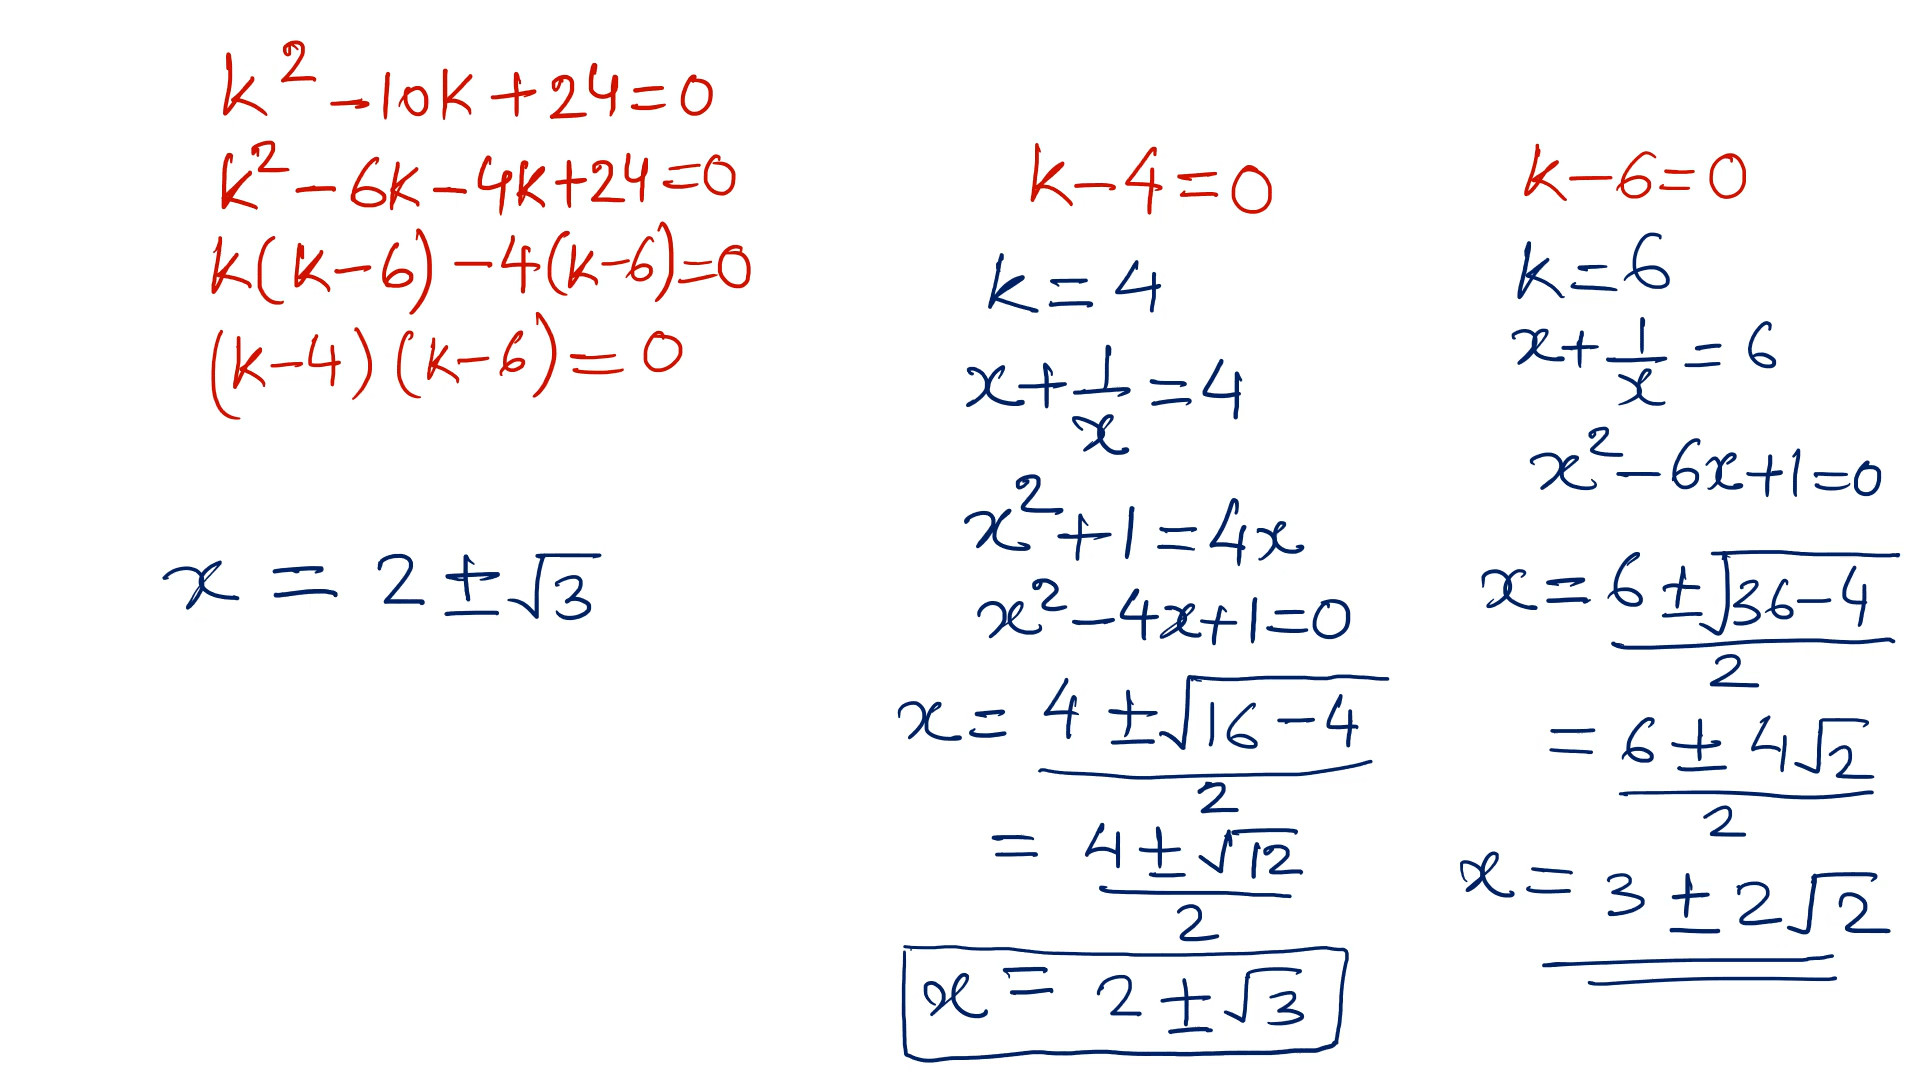 k² - 10k + 24 = 0
k² - 6k - 4k + 24 = 0
k(k-6) - 4(k-6) = 0
(k-4) (k-6) = 0
x = 2 ± √3
k - 4 = 0
k = 4
x + 1/x = 4
x² + 1 = 4x
x² - 4x + 1 = 0
x = (4 ± √(16 - 4))/2
= (4 ± √12)/2
x = 2 ± √3
k - 6 = 0
k = 6
x + 1/x = 6
x² - 6x + 1 = 0
x = (6 ± √(36 - 4))/2
= (6 ± 4√2)/2
x = 3 ± 2√2